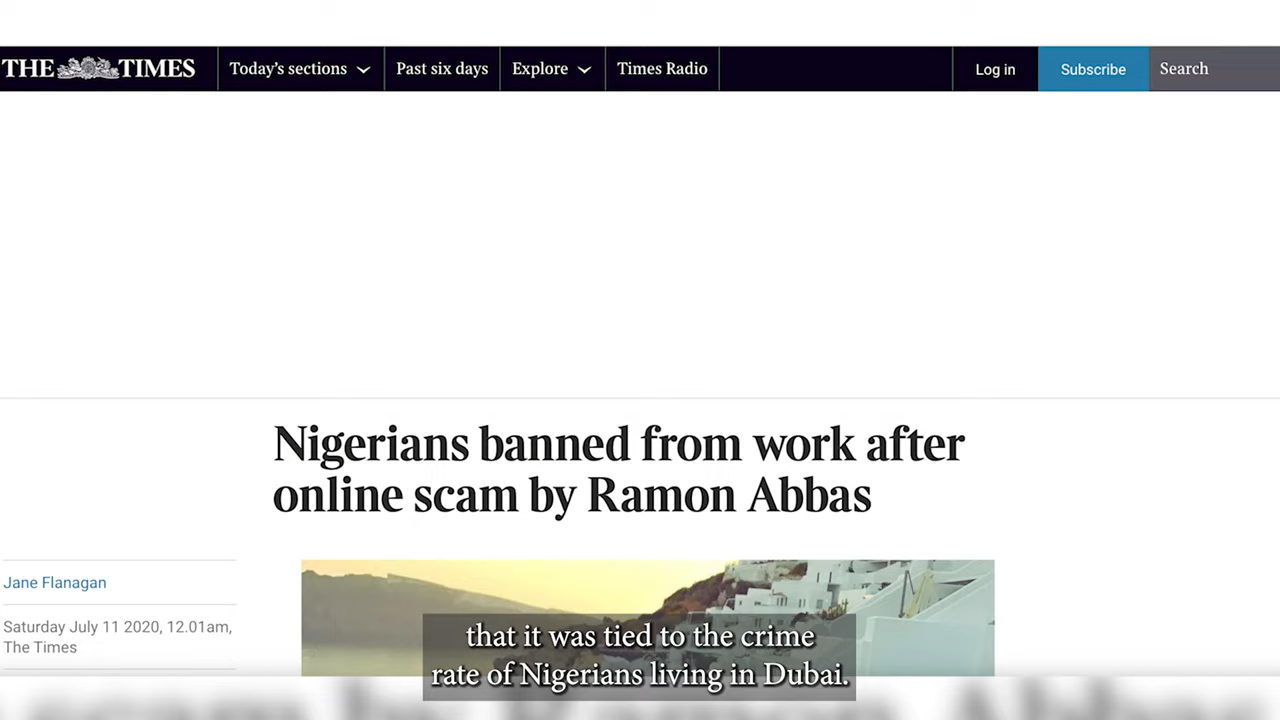 THE TIMES
Today's sections
Past six days
Explore
Times Radio
Log in
Subscribe
Search
Nigerians banned from work after
online scam by Ramon Abbas
Jane Flanagan
Saturday July 11 2020, 12.01am,
The Times
that it was tied to the crime
rate of Nigerians living in Dubai.